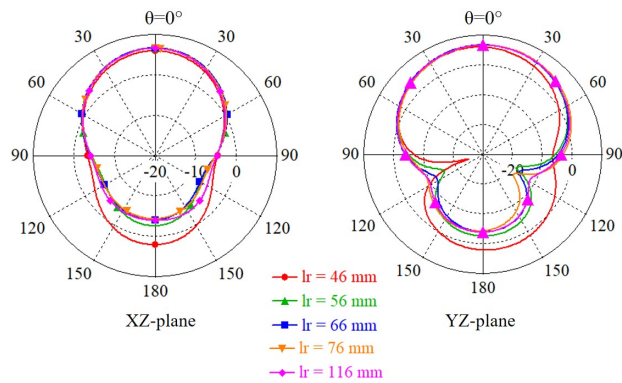 θ=0° θ=0°
30 30 30 30
60 60 60 60
90 -20 -10 0 90 90 -20 0 90
120 120 120 120
150 150 150 150
180 180
XZ-plane YZ-plane
lr = 46 mm
lr = 56 mm
lr = 66 mm
lr = 76 mm
lr = 116 mm